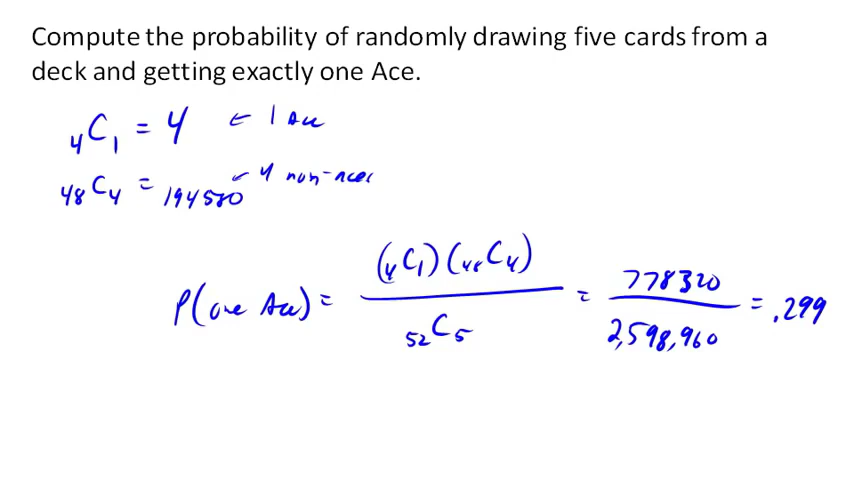 Compute the probability of randomly drawing five cards from a
deck and getting exactly one Ace.
₄C₁ = 4 ← 1 Ace
₄₈C₄ = 194580 ← 4 non-aces
P(one Ace) = (₄C₁)(₄₈C₄) / ₅₂C₅ = 778320 / 2,598,960 = .299